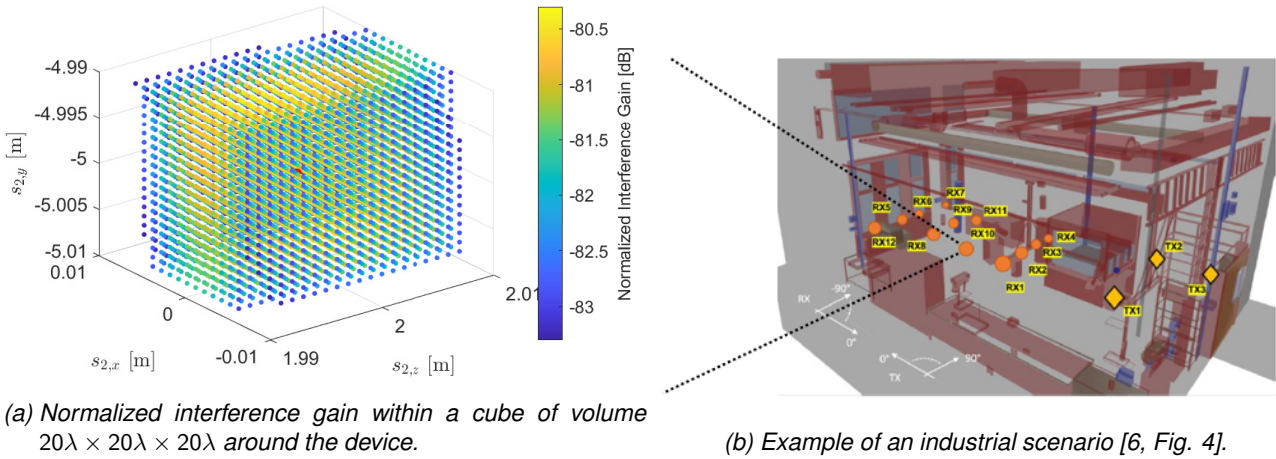 -4.99
-4.995
-5
-5.005
-5.01
s2,y [m]
0.01
0
-0.01
s2,x [m]
1.99
2
2.01
s2,z [m]
-80.5
-81
-81.5
-82
-82.5
-83
Normalized Interference Gain [dB]
(a) Normalized interference gain within a cube of volume
20λ × 20λ × 20λ around the device.
RX7
RX5
RX6
RX9
RX11
RX12
RX8
RX10
RX4
RX3
RX2
RX1
TX2
TX3
TX1
RX
-90°
0°
0°
90°
TX
(b) Example of an industrial scenario [6, Fig. 4].